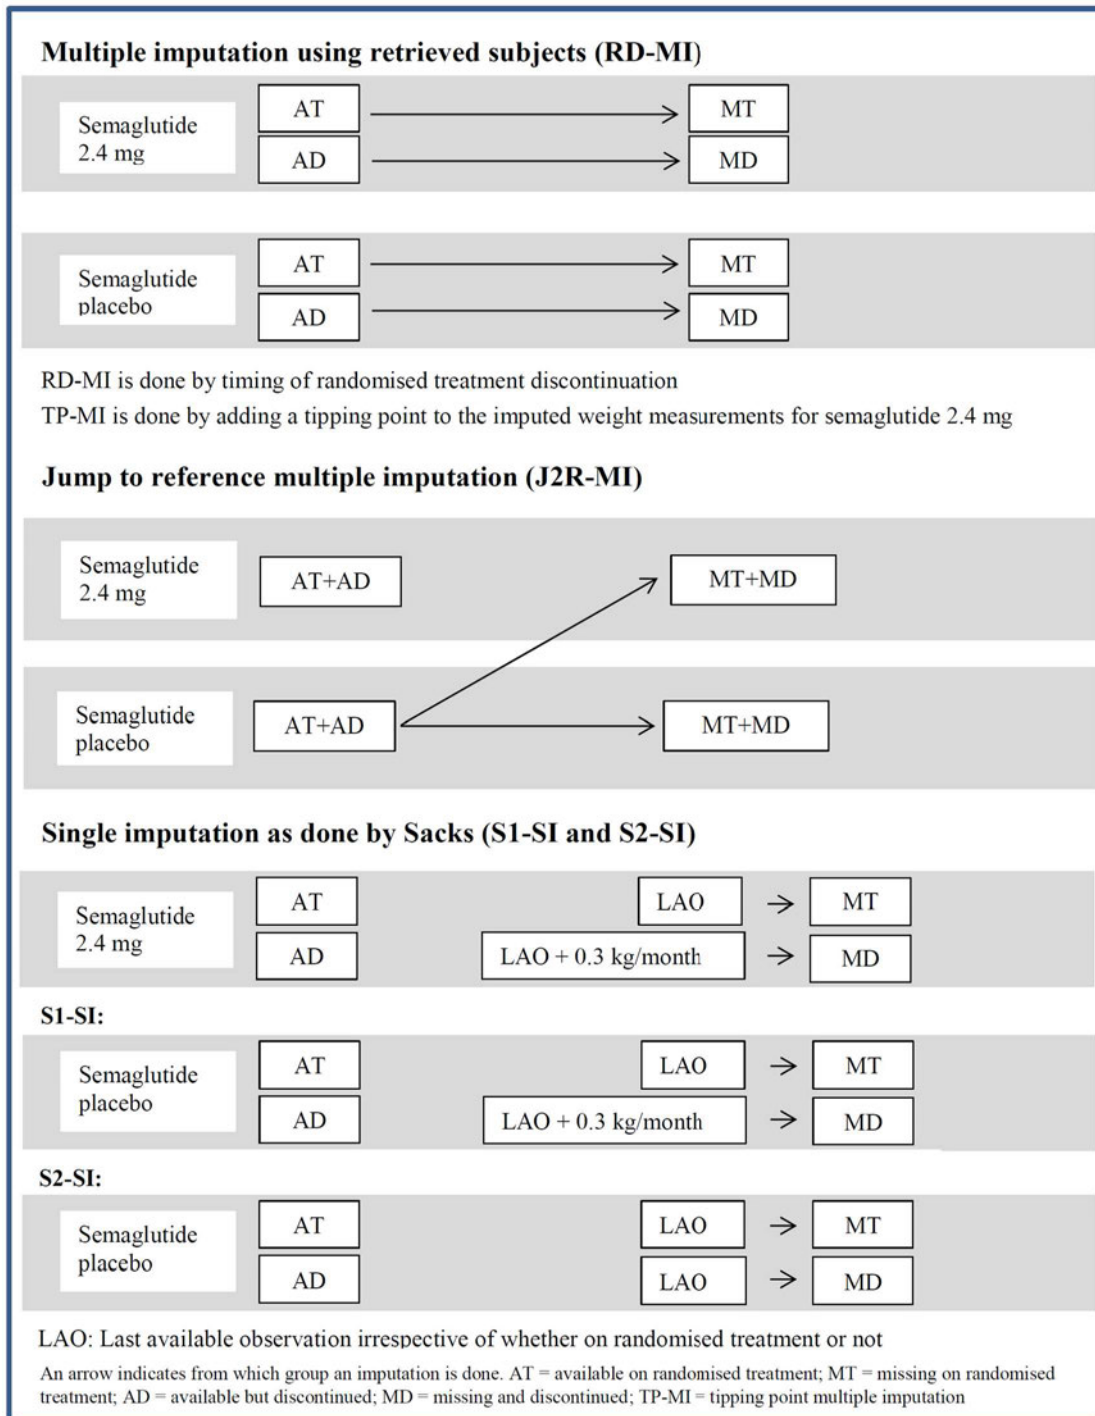 Multiple imputation using retrieved subjects (RD-MI)
Semaglutide
2.4 mg
AT
MT
AD
MD
Semaglutide
placebo
AT
MT
AD
MD
RD-MI is done by timing of randomised treatment discontinuation
TP-MI is done by adding a tipping point to the imputed weight measurements for semaglutide 2.4 mg
Jump to reference multiple imputation (J2R-MI)
Semaglutide
2.4 mg
AT+AD
MT+MD
Semaglutide
placebo
AT+AD
MT+MD
Single imputation as done by Sacks (S1-SI and S2-SI)
Semaglutide
2.4 mg
AT
LAO
MT
AD
LAO + 0.3 kg/month
MD
S1-SI:
Semaglutide
placebo
AT
LAO
MT
AD
LAO + 0.3 kg/month
MD
S2-SI:
Semaglutide
placebo
AT
LAO
MT
AD
LAO
MD
LAO: Last available observation irrespective of whether on randomised treatment or not
An arrow indicates from which group an imputation is done. AT = available on randomised treatment; MT = missing on randomised
treatment; AD = available but discontinued; MD = missing and discontinued; TP-MI = tipping point multiple imputation